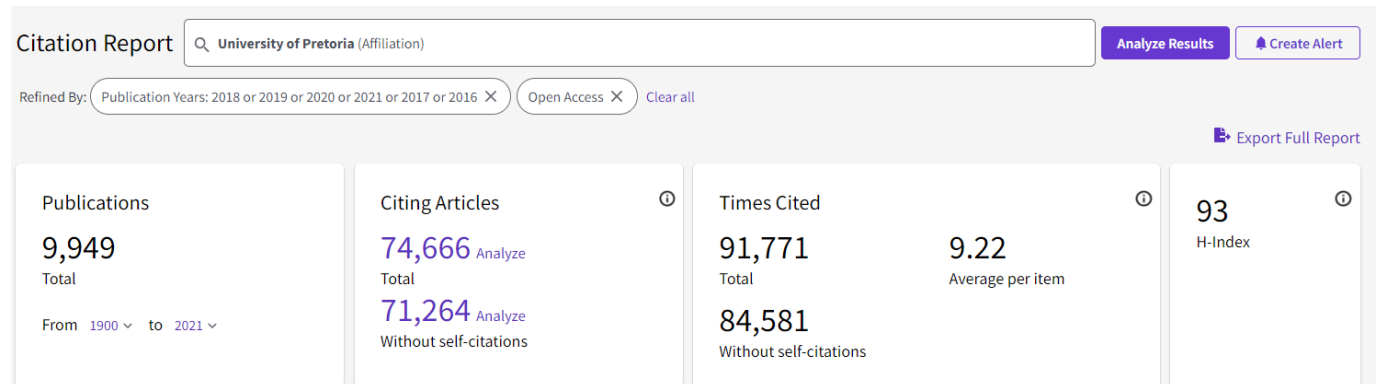 Citation Report
University of Pretoria (Affiliation)
Analyze Results
Create Alert
Refined By:
Publication Years: 2018 or 2019 or 2020 or 2021 or 2017 or 2016
Open Access
Clear all
Export Full Report
Publications
9,949
Total
From 1900 to 2021
Citing Articles
74,666 Analyze
Total
71,264 Analyze
Without self-citations
Times Cited
91,771
Total
84,581
Without self-citations
9.22
Average per item
93
H-Index